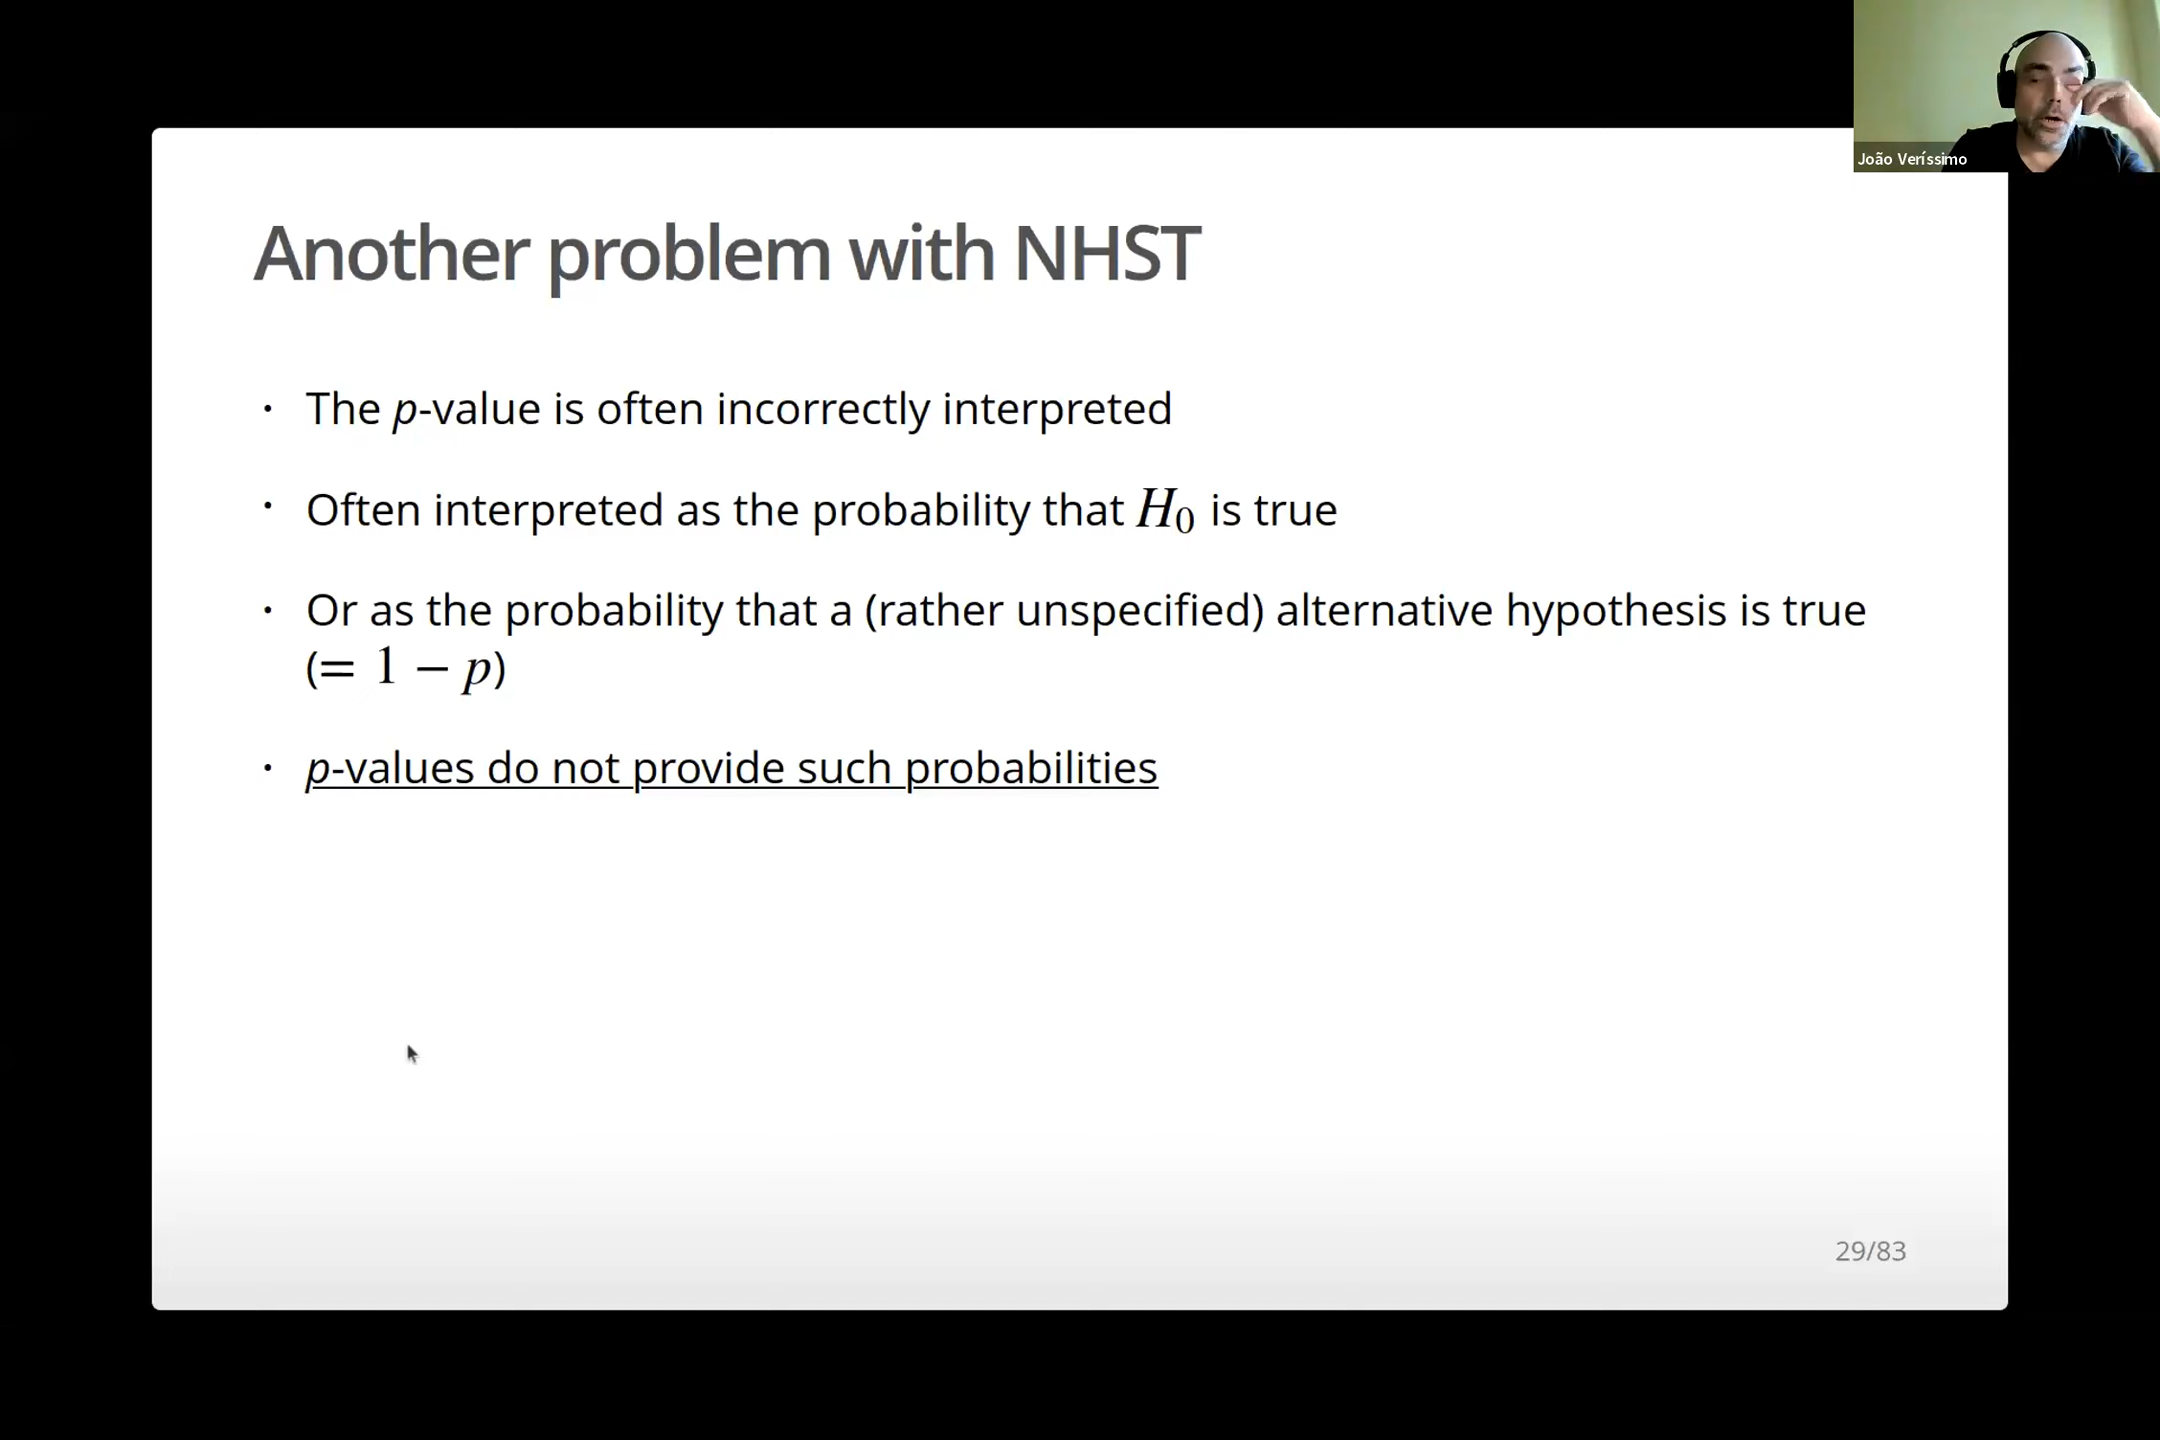 João Veríssimo
Another problem with NHST
• The p-value is often incorrectly interpreted
• Often interpreted as the probability that H₀ is true
• Or as the probability that a (rather unspecified) alternative hypothesis is true
(= 1 − p)
• p-values do not provide such probabilities
29/83